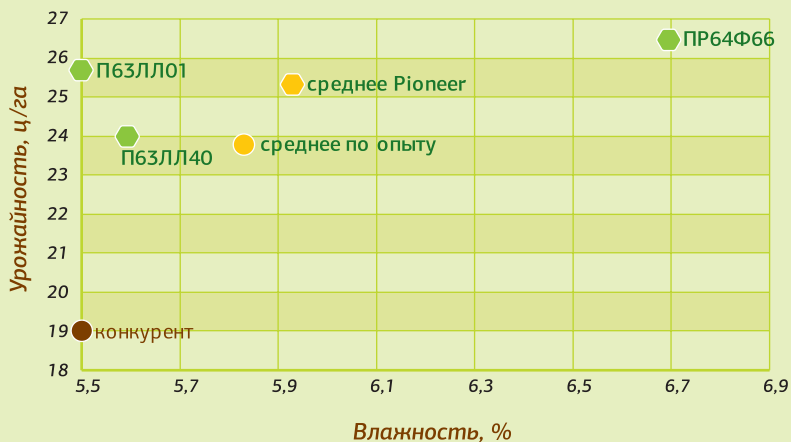 27
26
25
24
23
22
21
20
19
18
Урожайность, ц/га
ПР64Ф66
П63ЛЛ01
среднее Pioneer
среднее по опыту
П63ЛЛ40
конкурент
5,5 5,7 5,9 6,1 6,3 6,5 6,7 6,9
Влажность, %